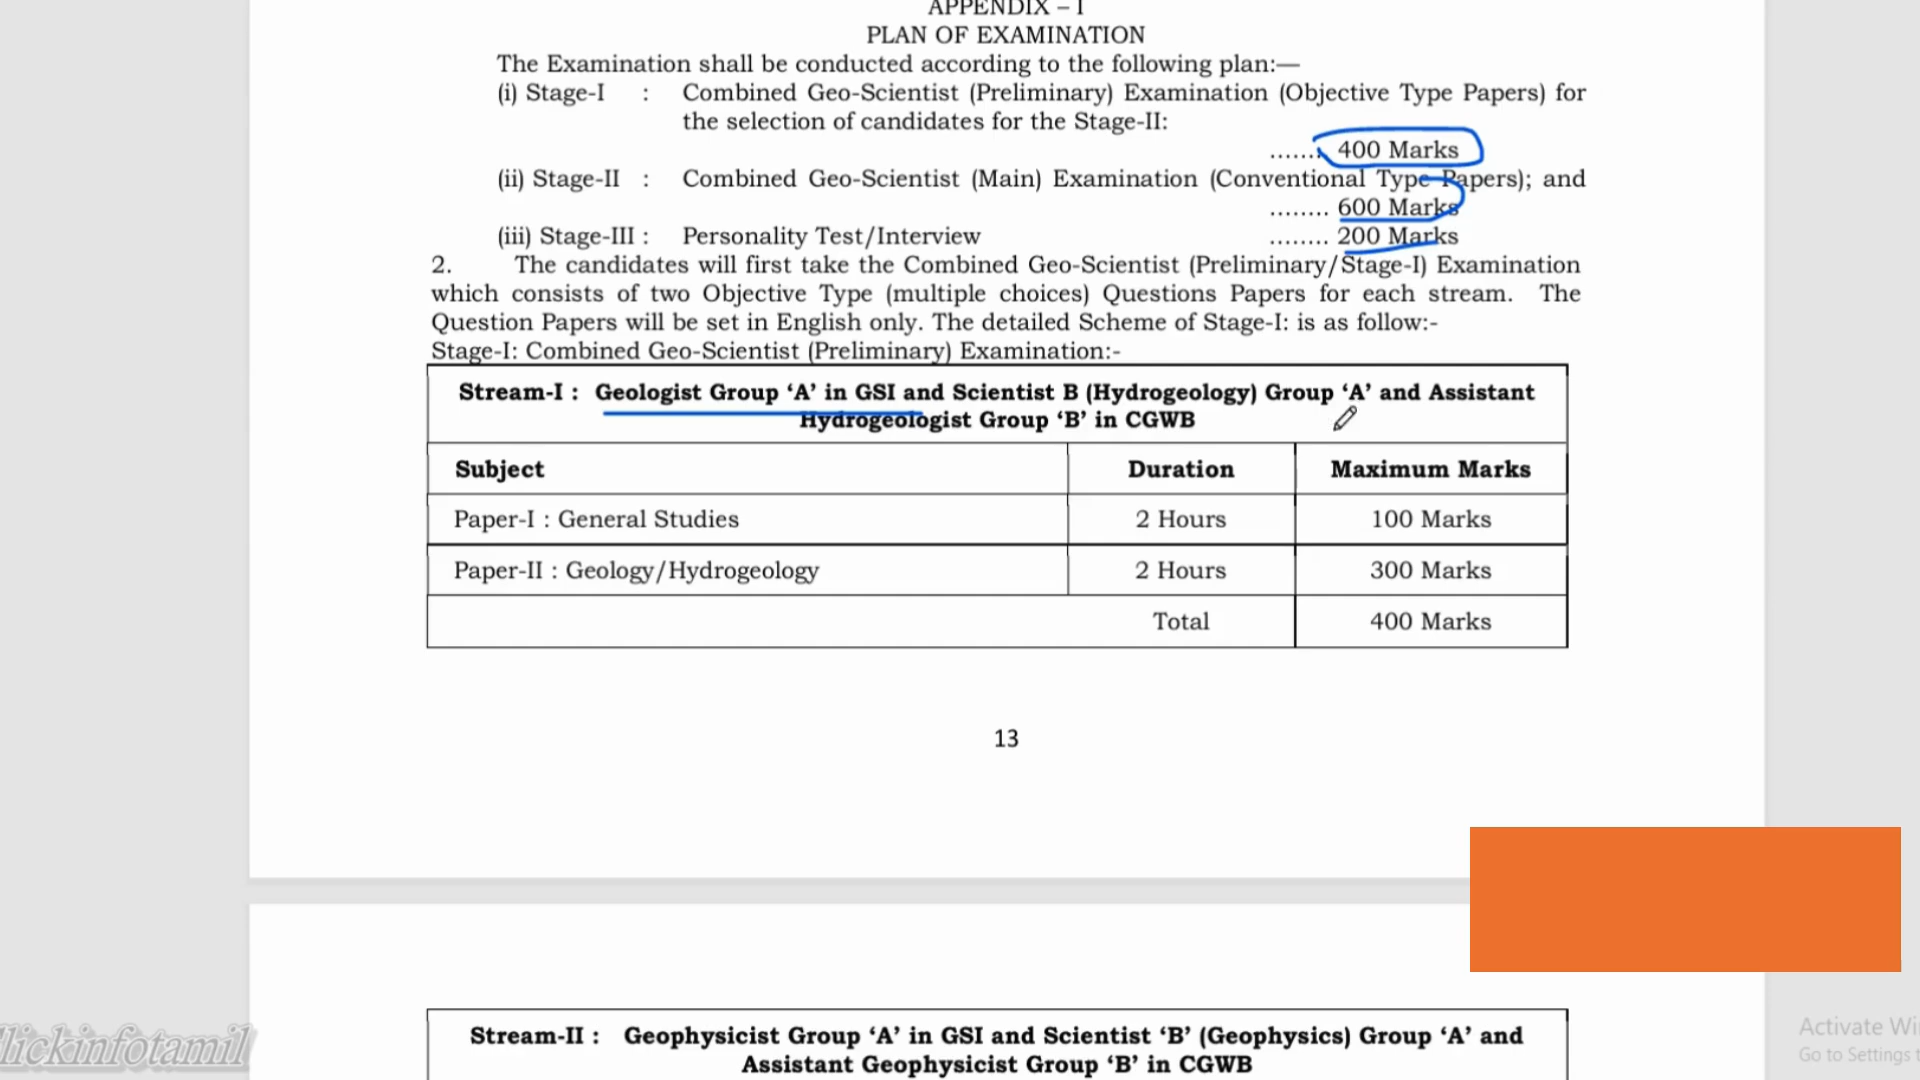 APPENDIX – I
PLAN OF EXAMINATION
The Examination shall be conducted according to the following plan:—
(i) Stage-I : Combined Geo-Scientist (Preliminary) Examination (Objective Type Papers) for
the selection of candidates for the Stage-II:
....... 400 Marks
(ii) Stage-II : Combined Geo-Scientist (Main) Examination (Conventional Type Papers); and
........ 600 Marks
(iii) Stage-III : Personality Test/Interview ........ 200 Marks
2. The candidates will first take the Combined Geo-Scientist (Preliminary/Stage-I) Examination
which consists of two Objective Type (multiple choices) Questions Papers for each stream. The
Question Papers will be set in English only. The detailed Scheme of Stage-I: is as follow:-
Stage-I: Combined Geo-Scientist (Preliminary) Examination:-
Stream-I : Geologist Group ‘A’ in GSI and Scientist B (Hydrogeology) Group ‘A’ and Assistant
Hydrogeologist Group ‘B’ in CGWB
Subject Duration Maximum Marks
Paper-I : General Studies 2 Hours 100 Marks
Paper-II : Geology/Hydrogeology 2 Hours 300 Marks
Total 400 Marks
13
Stream-II : Geophysicist Group ‘A’ in GSI and Scientist ‘B’ (Geophysics) Group ‘A’ and
Assistant Geophysicist Group ‘B’ in CGWB
lickinfotamil
Activate Wi
Go to Settings t